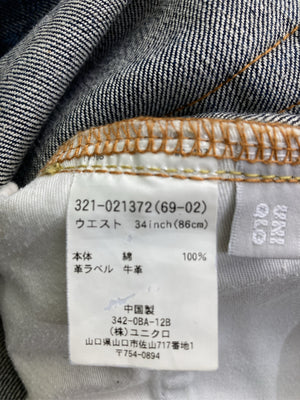 321-021372(69-02)
ウエスト 34inch(86cm)
本体 綿 100%
革ラベル 牛革
中国製
342-OBA-12B
(株)ユニクロ
山口県山口市佐山717番地1
〒754-0894